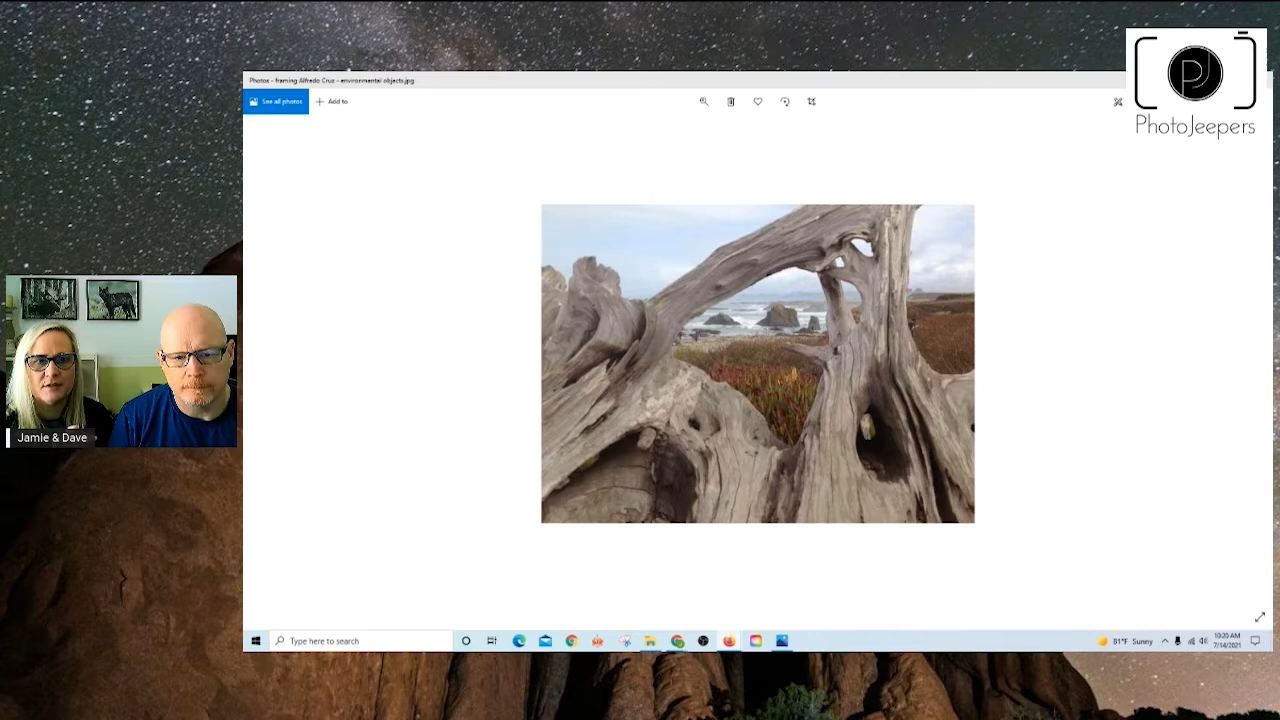 Photos - framing Alfredo Cruz - environmental objects.jpg
See all photos
Add to
PJ
PhotoJeepers
Jamie & Dave
Type here to search
81°F Sunny
10:20 AM
7/14/2021